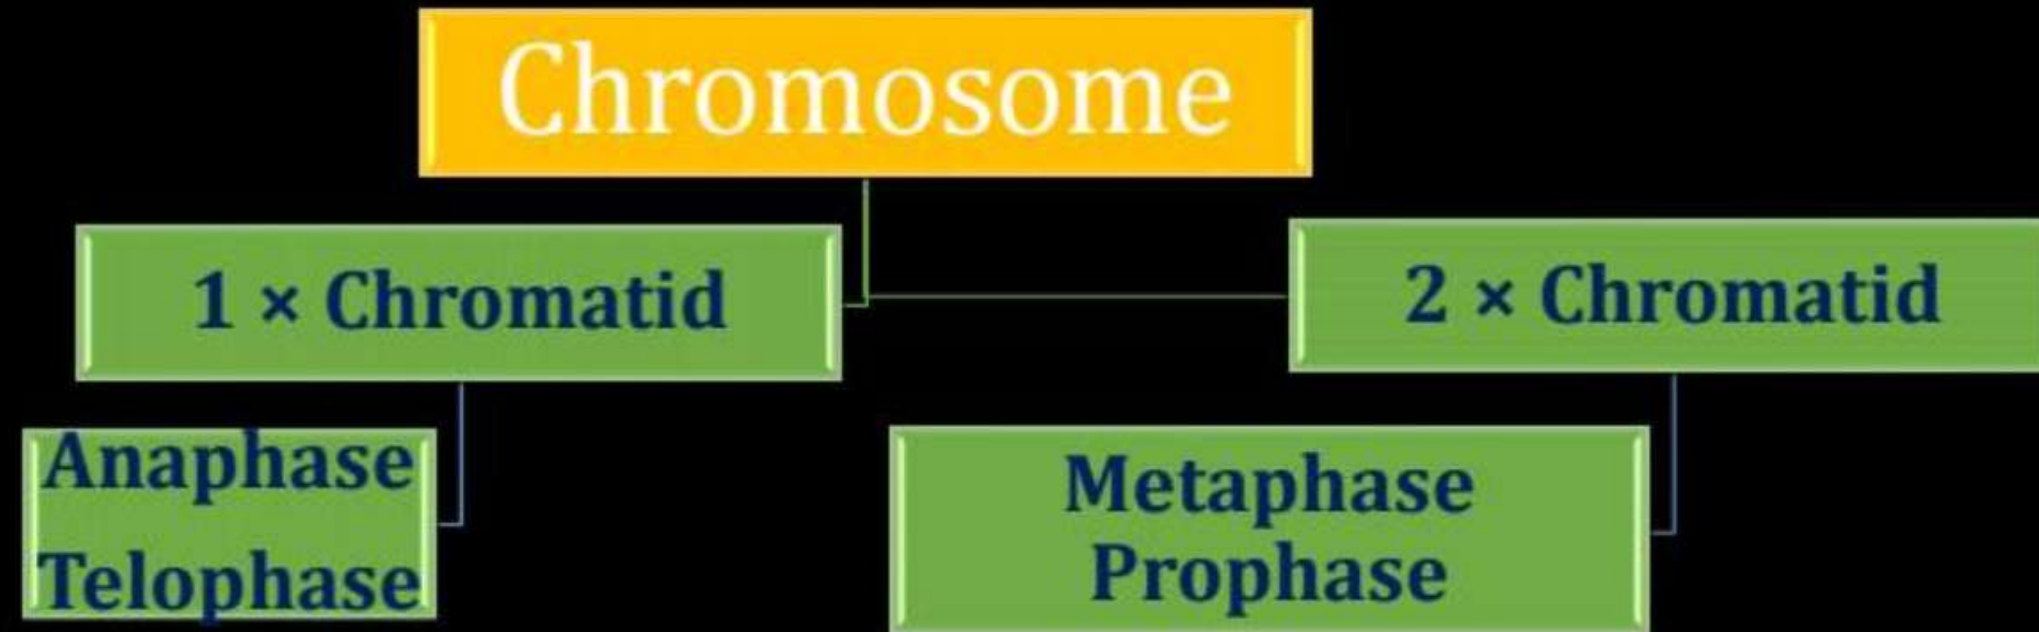 Chromosome
1 × Chromatid
2 × Chromatid
Anaphase
Telophase
Metaphase
Prophase